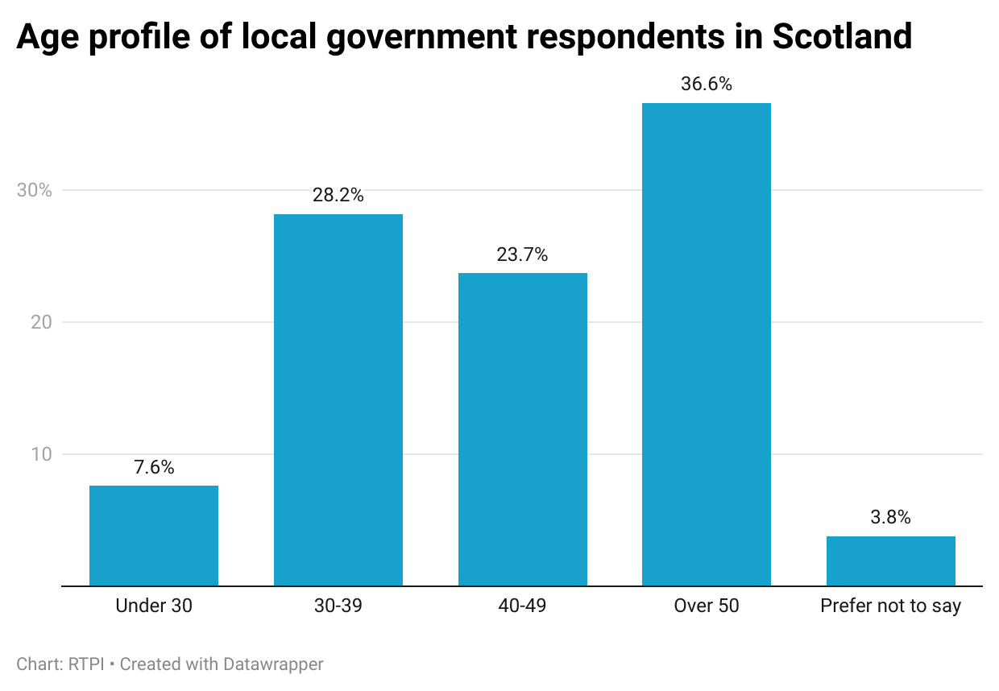 Age profile of local government respondents in Scotland
36.6%
30%
28.2%
23.7%
20
10
7.6%
3.8%
Under 30
30-39
40-49
Over 50
Prefer not to say
Chart: RTPI • Created with Datawrapper